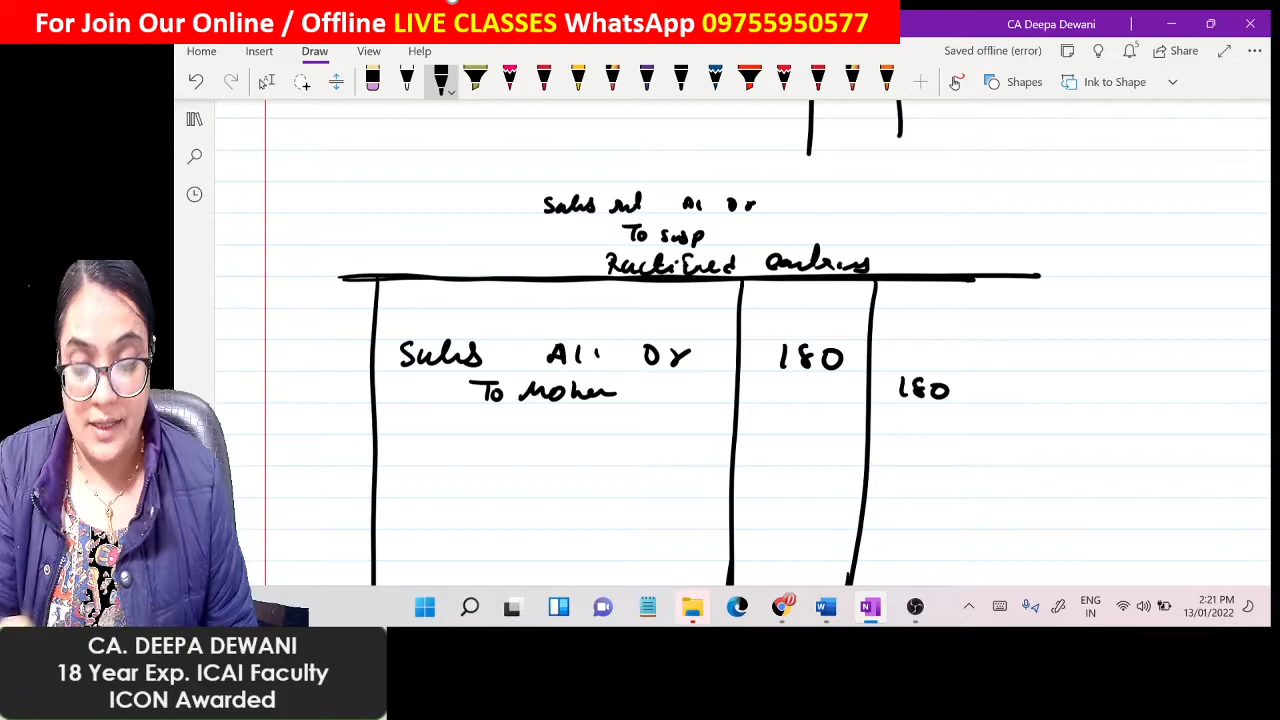 For Join Our Online / Offline LIVE CLASSES WhatsApp 09755950577
CA Deepa Dewani
Home Insert Draw View Help
Saved offline (error)
Share
Shapes
Ink to Shape
Sales ret A/c Dr
To susp
Rectified Entries
Sales A/c Dr 180
To Mohan 180
ENG
IN
2:21 PM
13/01/2022
CA. DEEPA DEWANI
18 Year Exp. ICAI Faculty
ICON Awarded